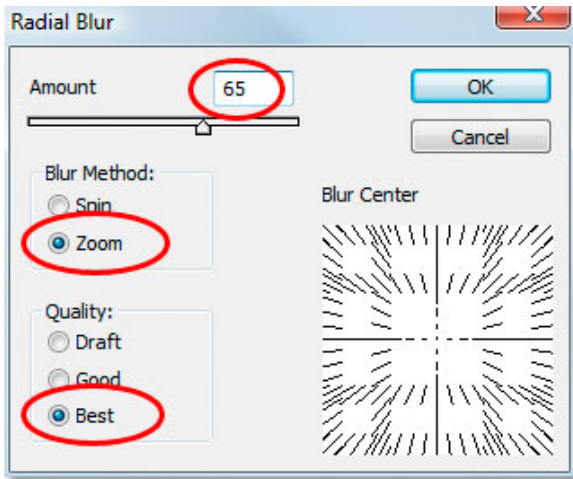 Radial Blur
Amount
65
OK
Cancel
Blur Method:
Spin
Zoom
Blur Center
Quality:
Draft
Good
Best